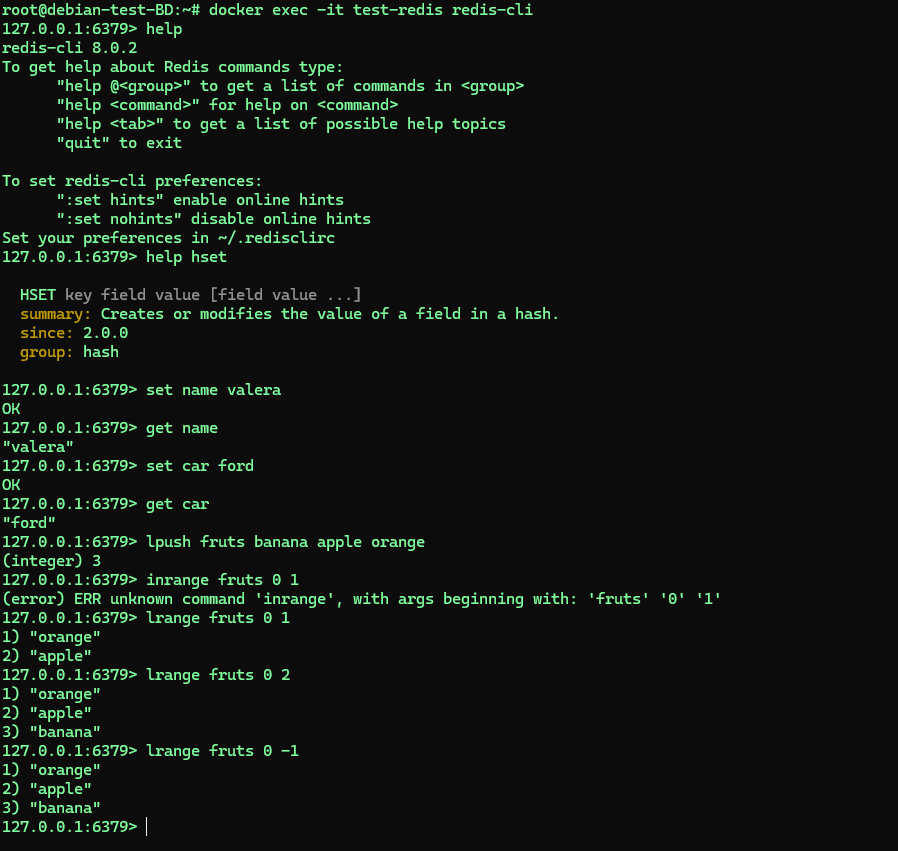 root@debian-test-BD:~# docker exec -it test-redis redis-cli
127.0.0.1:6379> help
redis-cli 8.0.2
To get help about Redis commands type:
      "help @<group>" to get a list of commands in <group>
      "help <command>" for help on <command>
      "help <tab>" to get a list of possible help topics
      "quit" to exit

To set redis-cli preferences:
      ":set hints" enable online hints
      ":set nohints" disable online hints
Set your preferences in ~/.redisclirc
127.0.0.1:6379> help hset

  HSET key field value [field value ...]
  summary: Creates or modifies the value of a field in a hash.
  since: 2.0.0
  group: hash

127.0.0.1:6379> set name valera
OK
127.0.0.1:6379> get name
"valera"
127.0.0.1:6379> set car ford
OK
127.0.0.1:6379> get car
"ford"
127.0.0.1:6379> lpush fruts banana apple orange
(integer) 3
127.0.0.1:6379> inrange fruts 0 1
(error) ERR unknown command 'inrange', with args beginning with: 'fruts' '0' '1'
127.0.0.1:6379> lrange fruts 0 1
1) "orange"
2) "apple"
127.0.0.1:6379> lrange fruts 0 2
1) "orange"
2) "apple"
3) "banana"
127.0.0.1:6379> lrange fruts 0 -1
1) "orange"
2) "apple"
3) "banana"
127.0.0.1:6379>